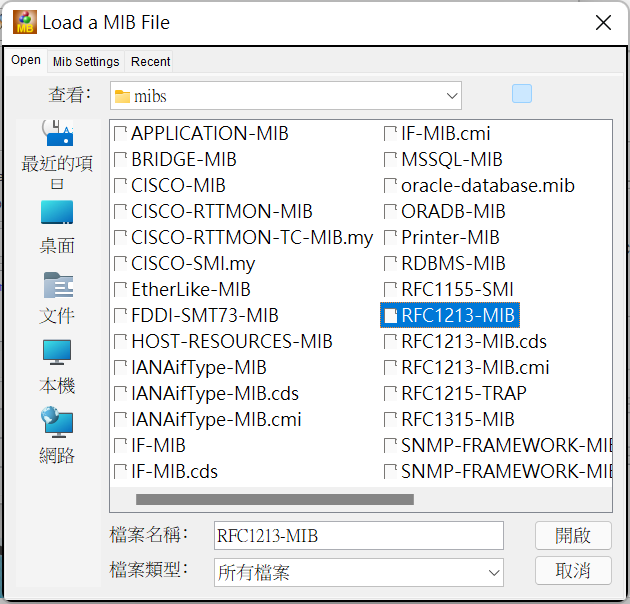 MB
Load a MIB File
Open Mib Settings Recent
查看:
mibs
最近的項
目
桌面
文件
本機
網路
APPLICATION-MIB
BRIDGE-MIB
CISCO-MIB
CISCO-RTTMON-MIB
CISCO-RTTMON-TC-MIB.my
CISCO-SMI.my
EtherLike-MIB
FDDI-SMT73-MIB
HOST-RESOURCES-MIB
IANAifType-MIB
IANAifType-MIB.cds
IANAifType-MIB.cmi
IF-MIB
IF-MIB.cds
IF-MIB.cmi
MSSQL-MIB
oracle-database.mib
ORADB-MIB
Printer-MIB
RDBMS-MIB
RFC1155-SMI
RFC1213-MIB
RFC1213-MIB.cds
RFC1213-MIB.cmi
RFC1215-TRAP
RFC1315-MIB
SNMP-FRAMEWORK-MIB
SNMP-FRAMEWORK-MIB
檔案名稱:
RFC1213-MIB
開啟
檔案類型:
所有檔案
取消